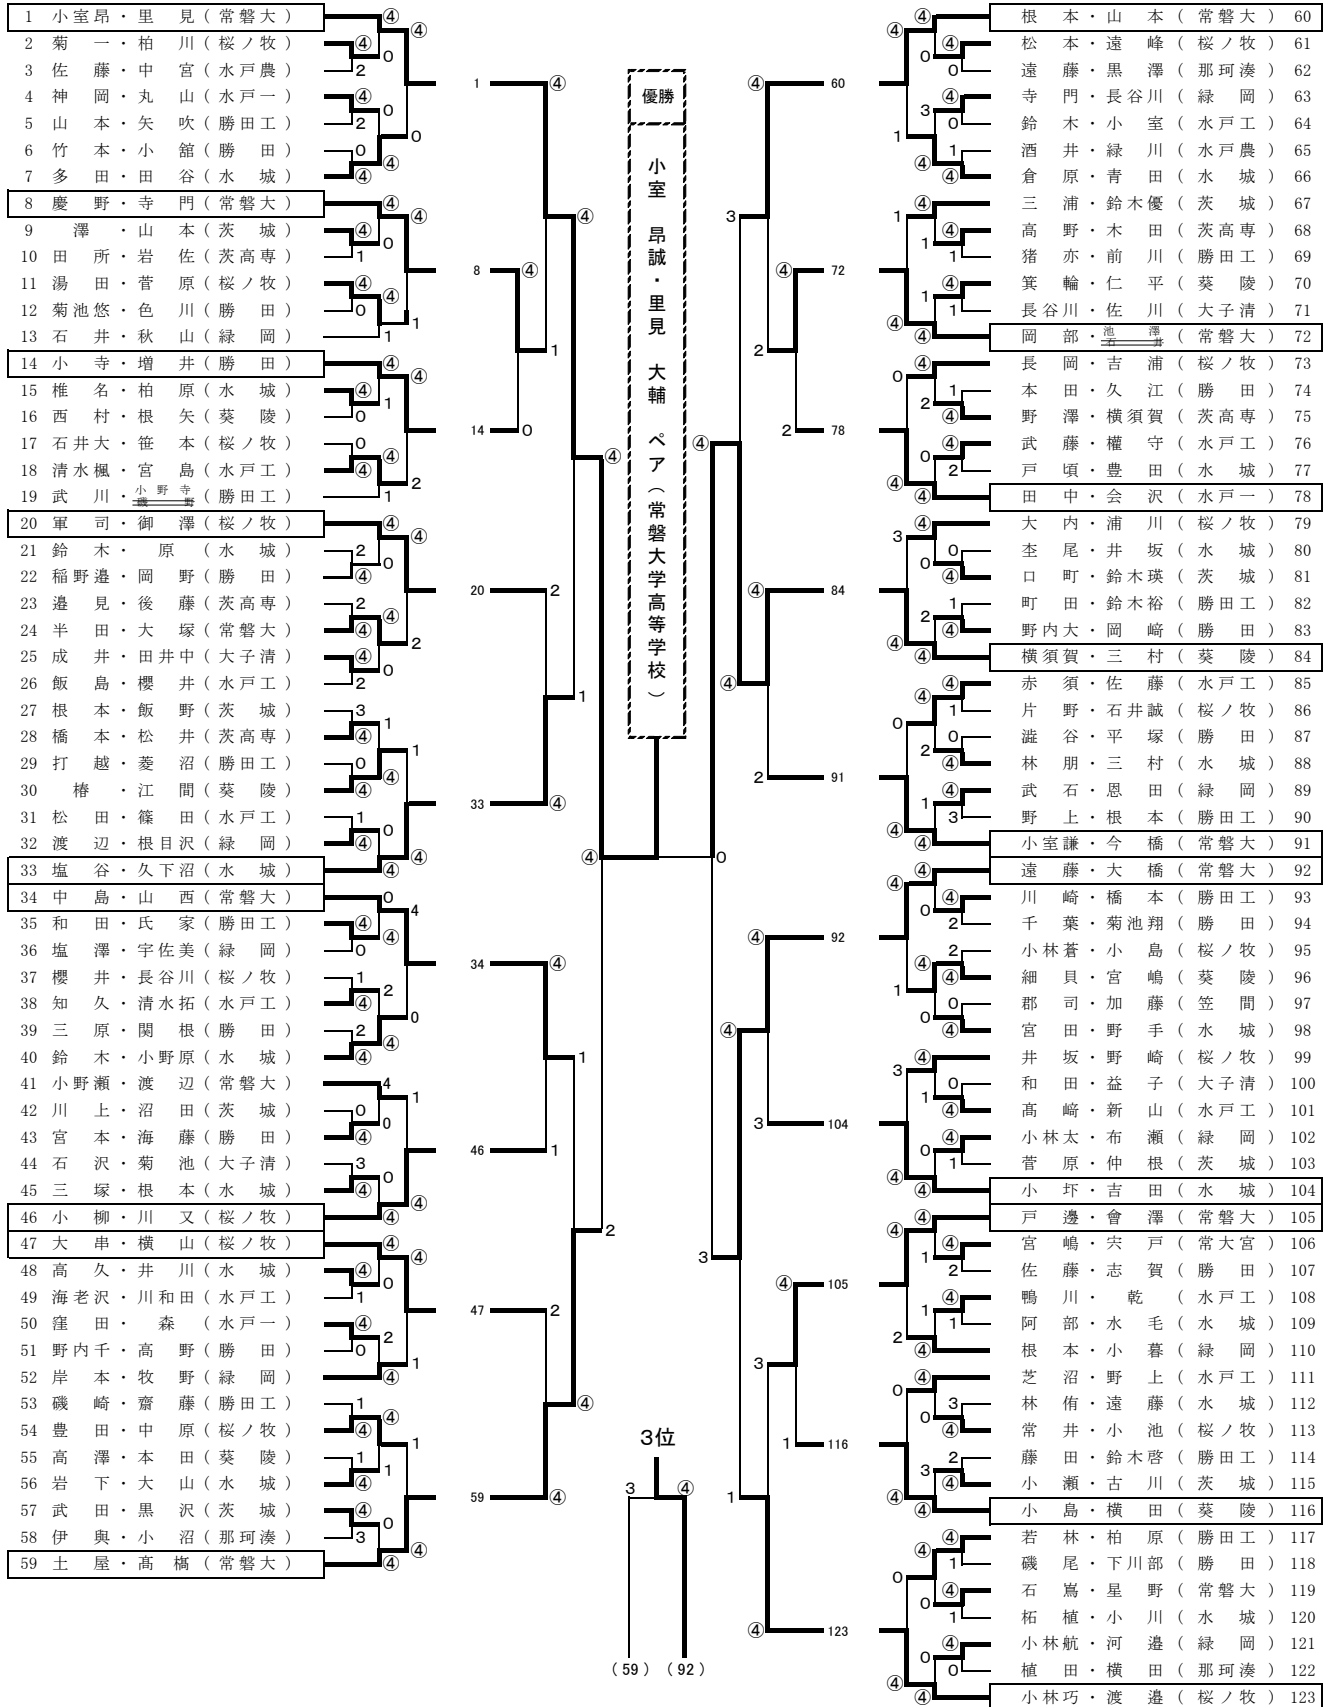 1 小室昂・里 見 (常磐大)
2 菊 一・柏 川 (桜ノ牧)
3 佐 藤・中 宮 (水戸農)
4 神 岡・丸 山 (水戸一)
5 山 本・矢 吹 (勝田工)
6 竹 本・小 舘 (勝 田)
7 多 田・田 谷 (水 城)
8 慶 野・寺 門 (常磐大)
9 澤 ・山 本 (茨 城)
10 田 所・岩 佐 (茨高専)
11 湯 田・菅 原 (桜ノ牧)
12 菊池悠・色 川 (勝 田)
13 石 井・秋 山 (緑 岡)
14 小 寺・増 井 (勝 田)
15 椎 名・柏 原 (水 城)
16 西 村・根 矢 (葵 陵)
17 石井大・笹 本 (桜ノ牧)
18 清水楓・宮 島 (水戸工)
19 武 川・小野寺 磯 野 (勝田工)
20 軍 司・御 澤 (桜ノ牧)
21 鈴 木・ 原 (水 城)
22 稲野邉・岡 野 (勝 田)
23 邉 見・後 藤 (茨高専)
24 半 田・大 塚 (常磐大)
25 成 井・田井中 (大子清)
26 飯 島・櫻 井 (水戸工)
27 根 本・飯 野 (茨 城)
28 橋 本・松 井 (茨高専)
29 打 越・菱 沼 (勝田工)
30 椿 ・江 間 (葵 陵)
31 松 田・篠 田 (水戸工)
32 渡 辺・根目沢 (緑 岡)
33 塩 谷・久下沼 (水 城)
34 中 島・山 西 (常磐大)
35 和 田・氏 家 (勝田工)
36 塩 澤・宇佐美 (緑 岡)
37 櫻 井・長谷川 (桜ノ牧)
38 知 久・清水拓 (水戸工)
39 三 原・関 根 (勝 田)
40 鈴 木・小野原 (水 城)
41 小野瀬・渡 辺 (常磐大)
42 川 上・沼 田 (茨 城)
43 宮 本・海 藤 (勝 田)
44 石 沢・菊 池 (大子清)
45 三 塚・根 本 (水 城)
46 小 柳・川 又 (桜ノ牧)
47 大 串・横 山 (桜ノ牧)
48 高 久・井 川 (水 城)
49 海老沢・川和田 (水戸工)
50 窪 田・ 森 (水戸一)
51 野内千・高 野 (勝 田)
52 岸 本・牧 野 (緑 岡)
53 磯 崎・齋 藤 (勝田工)
54 豊 田・中 原 (桜ノ牧)
55 高 澤・本 田 (葵 陵)
56 岩 下・大 山 (水 城)
57 武 田・黒 沢 (茨 城)
58 伊 與・小 沼 (那珂湊)
59 土 屋・髙 槗 (常磐大)
優勝
小室 昂誠・里見 大輔 ペア(常磐大学高等学校)
3位
3 ④
(59) (92)
根 本・山 本 (常磐大) 60
松 本・遠 峰 (桜ノ牧) 61
遠 藤・黒 澤 (那珂湊) 62
寺 門・長谷川 (緑 岡) 63
鈴 木・小 室 (水戸工) 64
酒 井・緑 川 (水戸農) 65
倉 原・青 田 (水 城) 66
三 浦・鈴木優 (茨 城) 67
高 野・木 田 (茨高専) 68
猪 亦・前 川 (勝田工) 69
箕 輪・仁 平 (葵 陵) 70
長谷川・佐 川 (大子清) 71
岡 部・池 澤 石 井 (常磐大) 72
長 岡・吉 浦 (桜ノ牧) 73
本 田・久 江 (勝 田) 74
野 澤・横須賀 (茨高専) 75
武 藤・權 守 (水戸工) 76
戸 頃・豊 田 (水 城) 77
田 中・会 沢 (水戸一) 78
大 内・浦 川 (桜ノ牧) 79
杢 尾・井 坂 (水 城) 80
口 町・鈴木瑛 (茨 城) 81
町 田・鈴木裕 (勝田工) 82
野内大・岡 﨑 (勝 田) 83
横須賀・三 村 (葵 陵) 84
赤 須・佐 藤 (水戸工) 85
片 野・石井誠 (桜ノ牧) 86
澁 谷・平 塚 (勝 田) 87
林 朋・三 村 (水 城) 88
武 石・恩 田 (緑 岡) 89
野 上・根 本 (勝田工) 90
小室謙・今 橋 (常磐大) 91
遠 藤・大 橋 (常磐大) 92
川 崎・橋 本 (勝田工) 93
千 葉・菊池翔 (勝 田) 94
小林蒼・小 島 (桜ノ牧) 95
細 貝・宮 嶋 (葵 陵) 96
郡 司・加 藤 (笠 間) 97
宮 田・野 手 (水 城) 98
井 坂・野 崎 (桜ノ牧) 99
和 田・益 子 (大子清) 100
髙 﨑・新 山 (水戸工) 101
小林太・布 瀬 (緑 岡) 102
菅 原・仲 根 (茨 城) 103
小 圷・吉 田 (水 城) 104
戸 邊・會 澤 (常磐大) 105
宮 嶋・宍 戸 (常大宮) 106
佐 藤・志 賀 (勝 田) 107
鴨 川・ 乾 (水戸工) 108
阿 部・水 毛 (水 城) 109
根 本・小 暮 (緑 岡) 110
芝 沼・野 上 (水戸工) 111
林 侑・遠 藤 (水 城) 112
常 井・小 池 (桜ノ牧) 113
藤 田・鈴木啓 (勝田工) 114
小 瀬・古 川 (茨 城) 115
小 島・横 田 (葵 陵) 116
若 林・柏 原 (勝田工) 117
磯 尾・下川部 (勝 田) 118
石 嶌・星 野 (常磐大) 119
柘 植・小 川 (水 城) 120
小林航・河 邉 (緑 岡) 121
植 田・横 田 (那珂湊) 122
小林巧・渡 邉 (桜ノ牧) 123